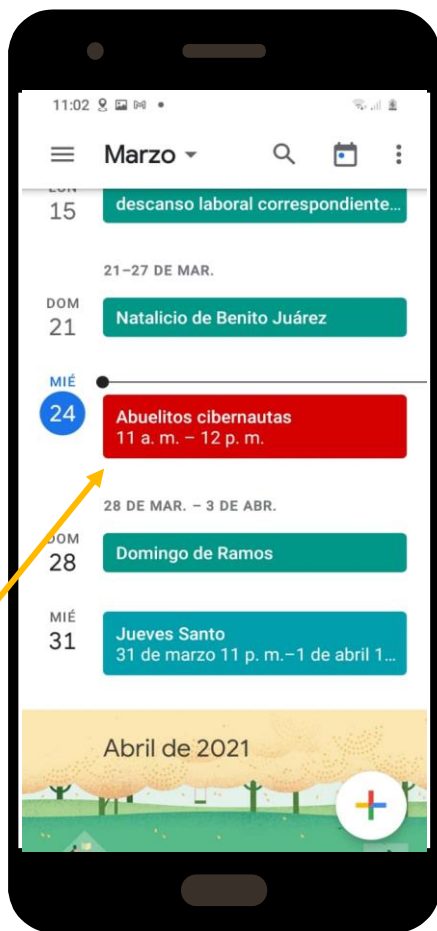 11:02
Marzo
LUN
15
descanso laboral correspondiente...
21–27 DE MAR.
DOM
21
Natalicio de Benito Juárez
MIÉ
24
Abuelitos cibernautas
11 a. m. – 12 p. m.
28 DE MAR. – 3 DE ABR.
DOM
28
Domingo de Ramos
MIÉ
31
Jueves Santo
31 de marzo 11 p. m.–1 de abril 1...
Abril de 2021